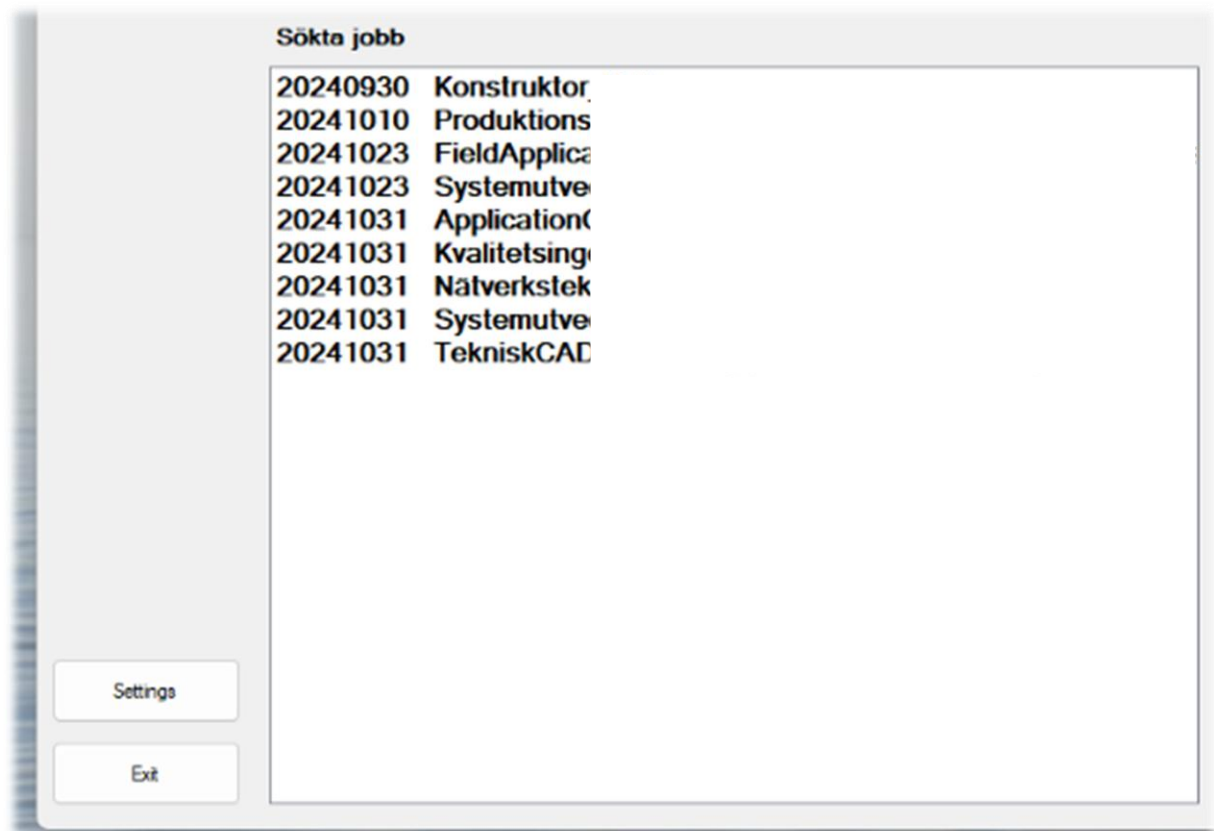 Sökta jobb
20240930 Konstruktor_
20241010 Produktions
20241023 FieldApplica
20241023 Systemutve
20241031 Application
20241031 Kvalitetsing
20241031 Nätverkstek
20241031 Systemutve
20241031 TekniskCAD
Settings
Exit